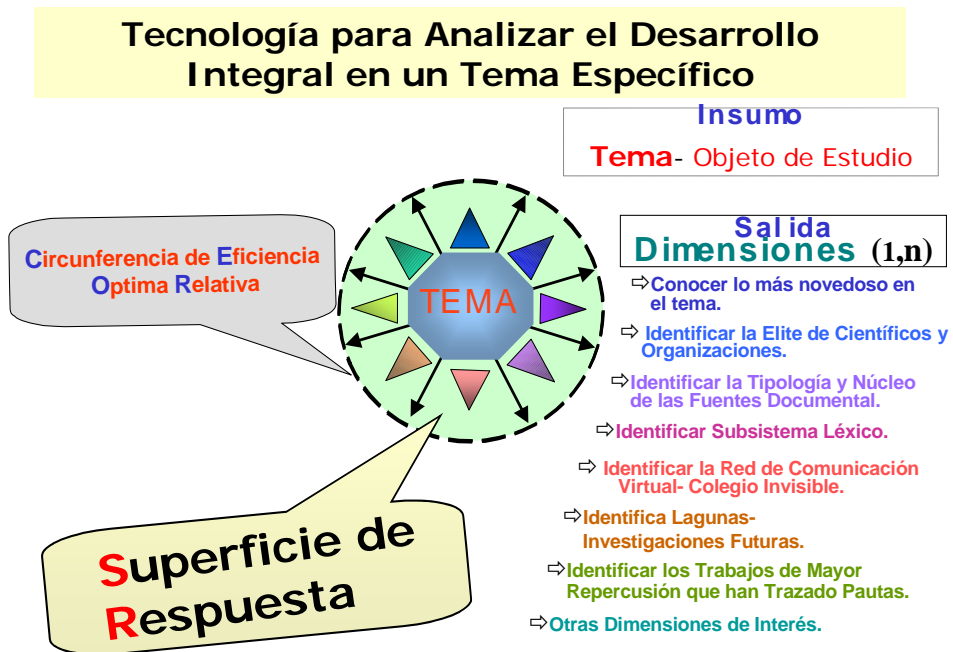 Tecnología para Analizar el Desarrollo
Integral en un Tema Específico
Insumo
Tema- Objeto de Estudio
Circunferencia de Eficiencia
Optima Relativa
TEMA
Superficie de
Respuesta
Salida
Dimensiones (1,n)
⇨Conocer lo más novedoso en
el tema.
⇨ Identificar la Elite de Científicos y
Organizaciones.
⇨Identificar la Tipología y Núcleo
de las Fuentes Documental.
⇨Identificar Subsistema Léxico.
⇨ Identificar la Red de Comunicación
Virtual- Colegio Invisible.
⇨Identifica Lagunas-
Investigaciones Futuras.
⇨Identificar los Trabajos de Mayor
Repercusión que han Trazado Pautas.
⇨Otras Dimensiones de Interés.